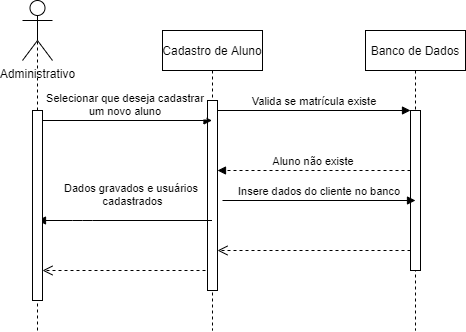 Cadastro de Aluno
Banco de Dados
Administrativo
Selecionar que deseja cadastrar
um novo aluno
Valida se matrícula existe
Aluno não existe
Dados gravados e usuários
cadastrados
Insere dados do cliente no banco